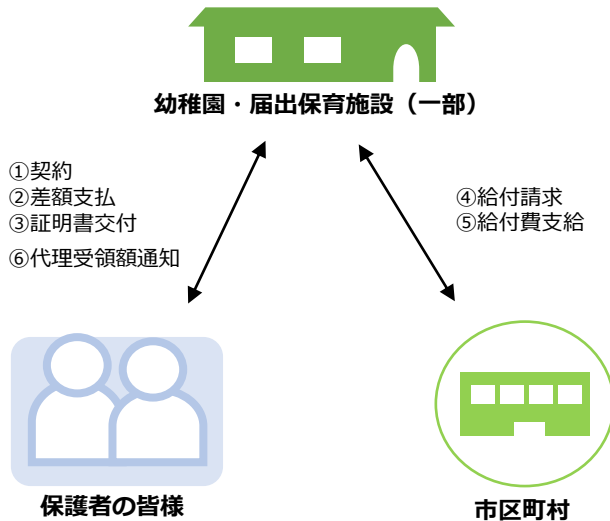 幼稚園・届出保育施設（一部）
①契約
②差額支払
③証明書交付
⑥代理受領額通知
④給付請求
⑤給付費支給
保護者の皆様
市区町村